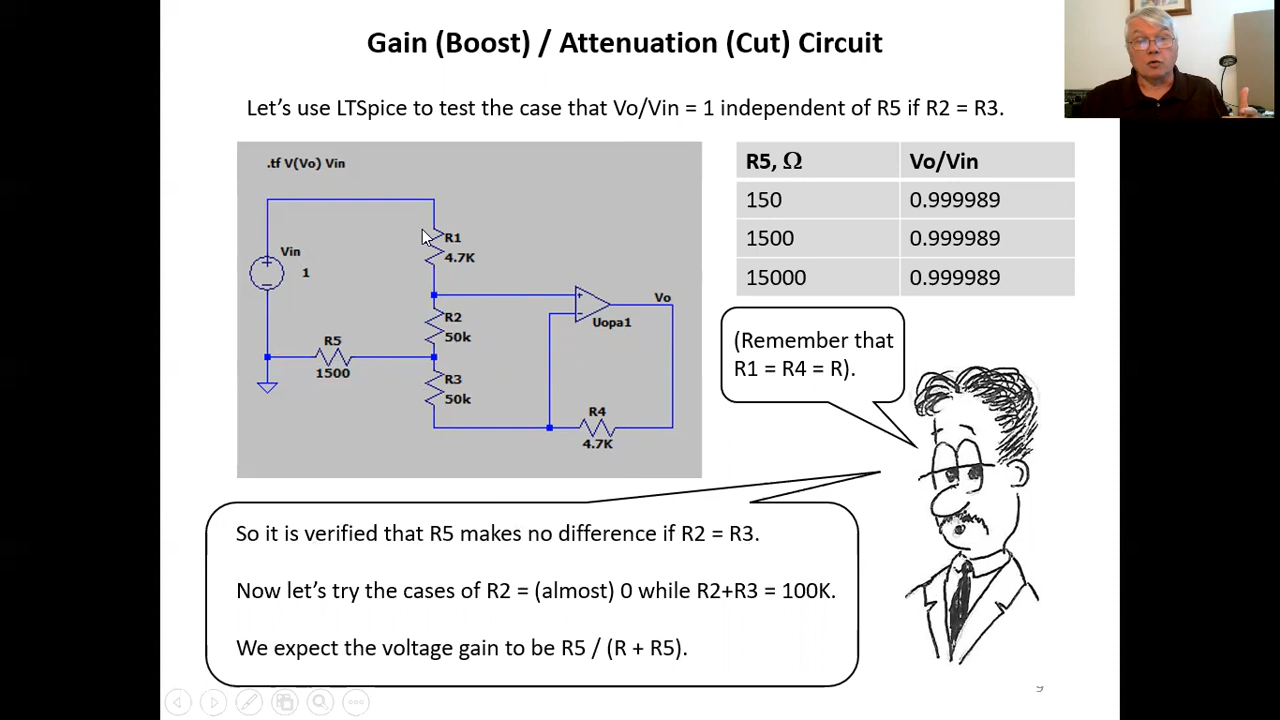 Gain (Boost) / Attenuation (Cut) Circuit
Let's use LTSpice to test the case that Vo/Vin = 1 independent of R5 if R2 = R3.
.tf V(Vo) Vin
Vin
1
R1
4.7K
R2
50k
R5
1500
R3
50k
Uopa1
Vo
R4
4.7K
R5, Ω Vo/Vin
150 0.999989
1500 0.999989
15000 0.999989
(Remember that
R1 = R4 = R).
So it is verified that R5 makes no difference if R2 = R3.
Now let's try the cases of R2 = (almost) 0 while R2+R3 = 100K.
We expect the voltage gain to be R5 / (R + R5).
9